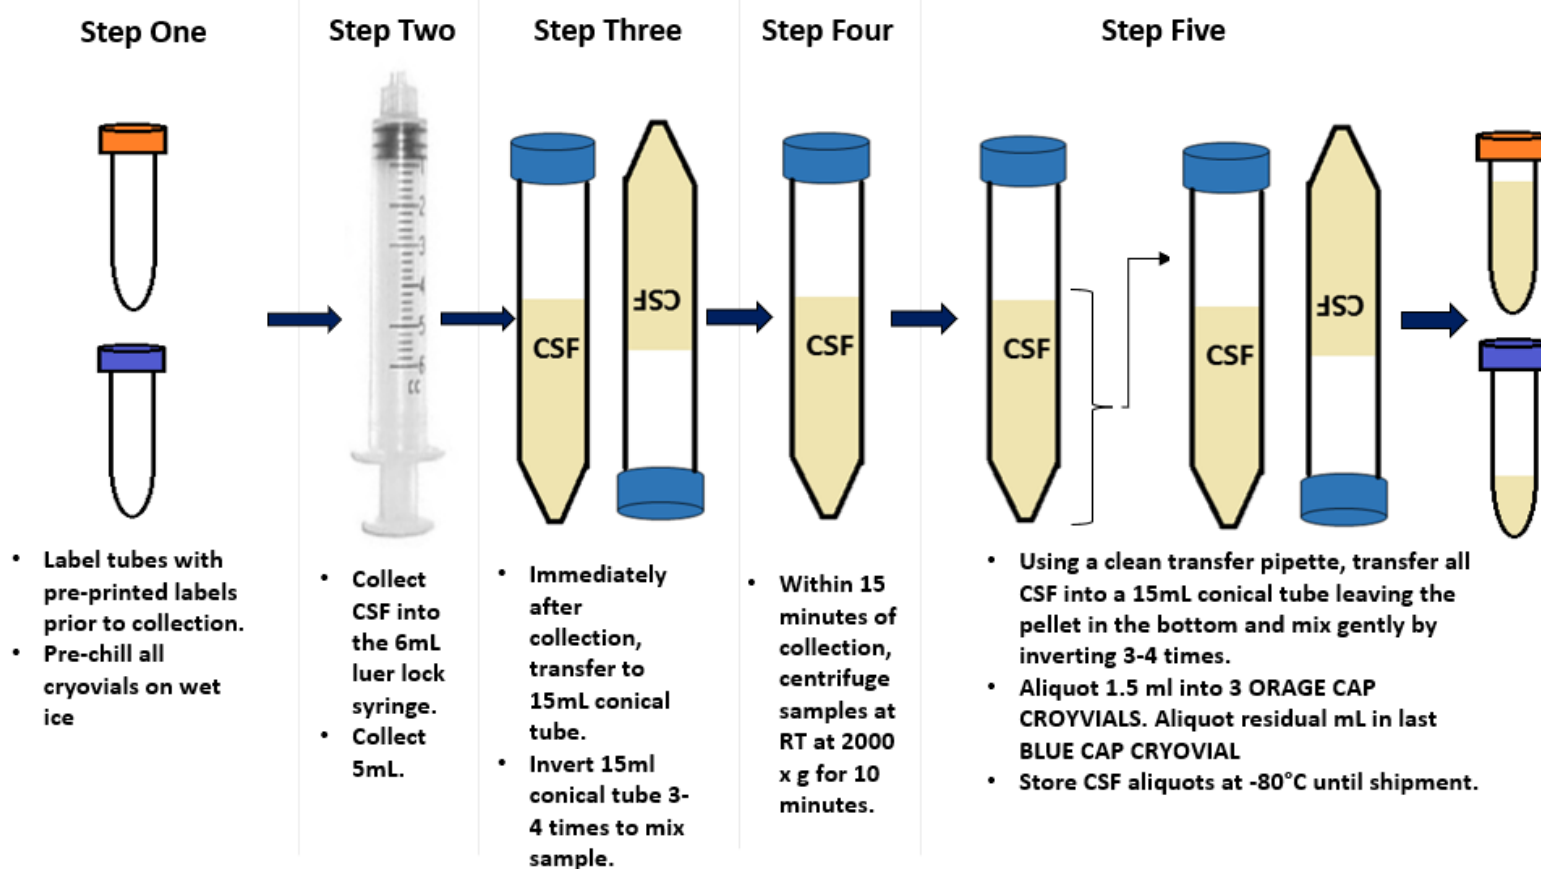 Step One
Label tubes with
pre-printed labels
prior to collection.
Pre-chill all
cryovials on wet
ice
Step Two
Collect
CSF into
the 6mL
luer lock
syringe.
Collect
5mL.
Step Three
CSF
CSF
Immediately
after
collection,
transfer to
15mL conical
tube.
Invert 15ml
conical tube 3-
4 times to mix
sample.
Step Four
CSF
Within 15
minutes of
collection,
centrifuge
samples at
RT at 2000
x g for 10
minutes.
Step Five
CSF
CSF
CSF
Using a clean transfer pipette, transfer all
CSF into a 15mL conical tube leaving the
pellet in the bottom and mix gently by
inverting 3-4 times.
Aliquot 1.5 ml into 3 ORAGE CAP
CROYVIALS. Aliquot residual mL in last
BLUE CAP CRYOVIAL
Store CSF aliquots at -80°C until shipment.